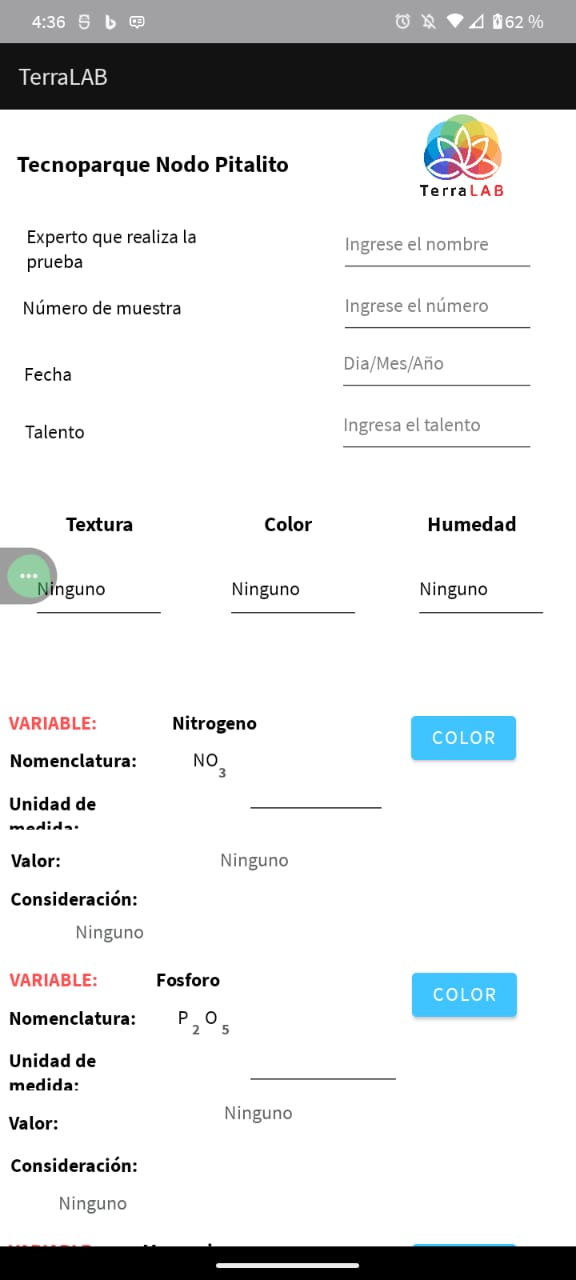 4:36
62 %
TerraLAB
Tecnoparque Nodo Pitalito
TerraLAB
Experto que realiza la
prueba
Ingrese el nombre
Número de muestra
Ingrese el número
Fecha
Dia/Mes/Año
Talento
Ingresa el talento
Textura Color Humedad
Ninguno Ninguno Ninguno
VARIABLE: Nitrogeno COLOR
Nomenclatura: NO3
Unidad de
medida:
Valor: Ninguno
Consideración:
Ninguno
VARIABLE: Fosforo COLOR
Nomenclatura: P2O5
Unidad de
medida:
Valor: Ninguno
Consideración:
Ninguno